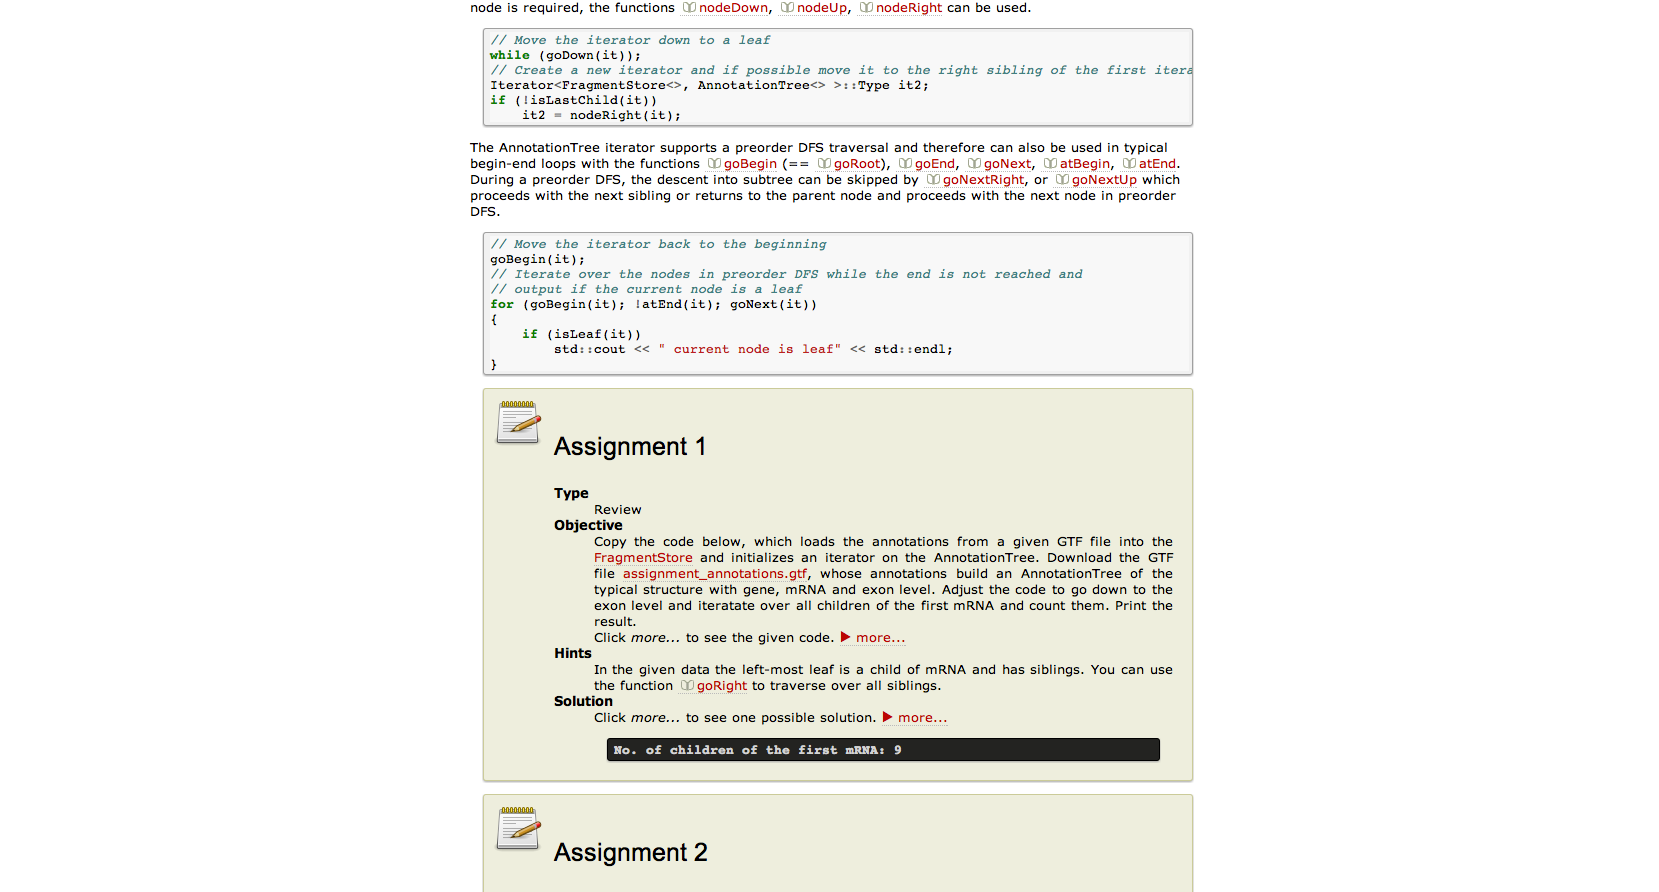 node is required, the functions nodeDown, nodeUp, nodeRight can be used.
// Move the iterator down to a leaf
while (goDown(it));
// Create a new iterator and if possible move it to the right sibling of the first itera
Iterator<FragmentStore<>, AnnotationTree<> >::Type it2;
if (!isLastChild(it))
    it2 = nodeRight(it);
The AnnotationTree iterator supports a preorder DFS traversal and therefore can also be used in typical
begin-end loops with the functions goBegin (== goRoot), goEnd, goNext, atBegin, atEnd.
During a preorder DFS, the descent into subtree can be skipped by goNextRight, or goNextUp which
proceeds with the next sibling or returns to the parent node and proceeds with the next node in preorder
DFS.
// Move the iterator back to the beginning
goBegin(it);
// Iterate over the nodes in preorder DFS while the end is not reached and
// output if the current node is a leaf
for (goBegin(it); !atEnd(it); goNext(it))
{
    if (isLeaf(it))
        std::cout << " current node is leaf" << std::endl;
}
Assignment 1
Type
Review
Objective
Copy the code below, which loads the annotations from a given GTF file into the
FragmentStore and initializes an iterator on the AnnotationTree. Download the GTF
file assignment_annotations.gtf, whose annotations build an AnnotationTree of the
typical structure with gene, mRNA and exon level. Adjust the code to go down to the
exon level and iteratate over all children of the first mRNA and count them. Print the
result.
Click more... to see the given code. ▶ more...
Hints
In the given data the left-most leaf is a child of mRNA and has siblings. You can use
the function goRight to traverse over all siblings.
Solution
Click more... to see one possible solution. ▶ more...
No. of children of the first mRNA: 9
Assignment 2